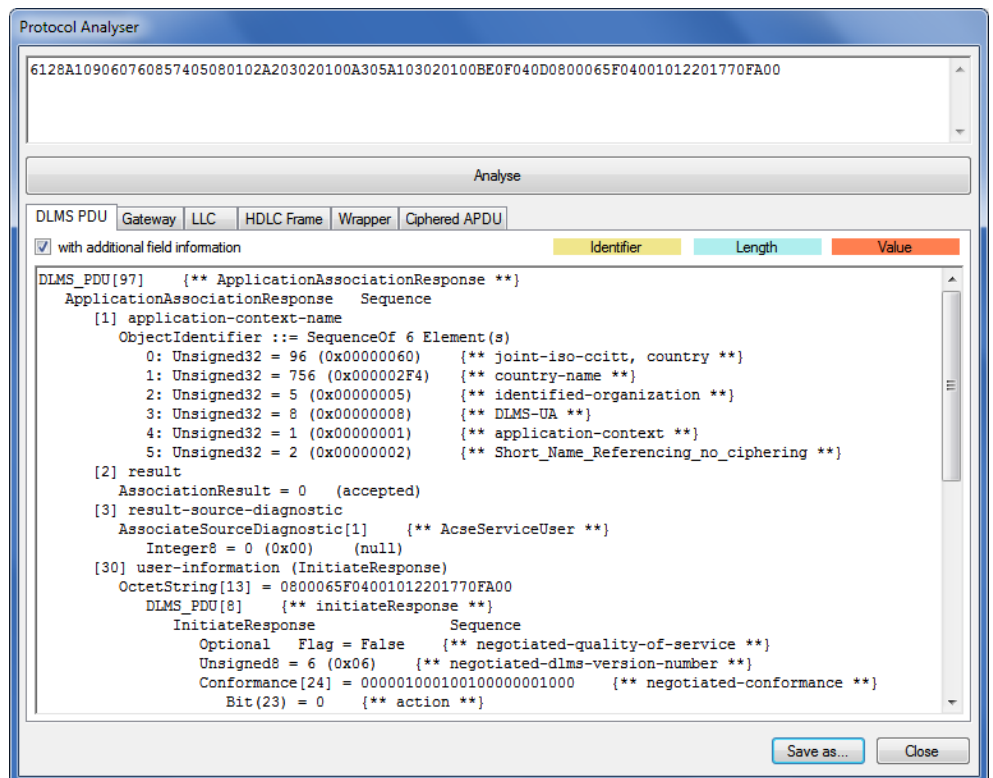 Protocol Analyser
6128A109060760857405080102A203020100A305A103020100BE0F040D0800065F04001012201770FA00
Analyse
DLMS PDU Gateway LLC HDLC Frame Wrapper Ciphered APDU
with additional field information Identifier Length Value
DLMS_PDU[97] {** ApplicationAssociationResponse **}
ApplicationAssociationResponse Sequence
[1] application-context-name
ObjectIdentifier ::= SequenceOf 6 Element(s)
0: Unsigned32 = 96 (0x00000060) {** joint-iso-ccitt, country **}
1: Unsigned32 = 756 (0x000002F4) {** country-name **}
2: Unsigned32 = 5 (0x00000005) {** identified-organization **}
3: Unsigned32 = 8 (0x00000008) {** DLMS-UA **}
4: Unsigned32 = 1 (0x00000001) {** application-context **}
5: Unsigned32 = 2 (0x00000002) {** Short_Name_Referencing_no_ciphering **}
[2] result
AssociationResult = 0 (accepted)
[3] result-source-diagnostic
AssociateSourceDiagnostic[1] {** AcseServiceUser **}
Integer8 = 0 (0x00) (null)
[30] user-information (InitiateResponse)
OctetString[13] = 0800065F04001012201770FA00
DLMS_PDU[8] {** initiateResponse **}
InitiateResponse Sequence
Optional Flag = False {** negotiated-quality-of-service **}
Unsigned8 = 6 (0x06) {** negotiated-dlms-version-number **}
Conformance[24] = 000001000100100000001000 {** negotiated-conformance **}
Bit(23) = 0 {** action **}
Save as... Close